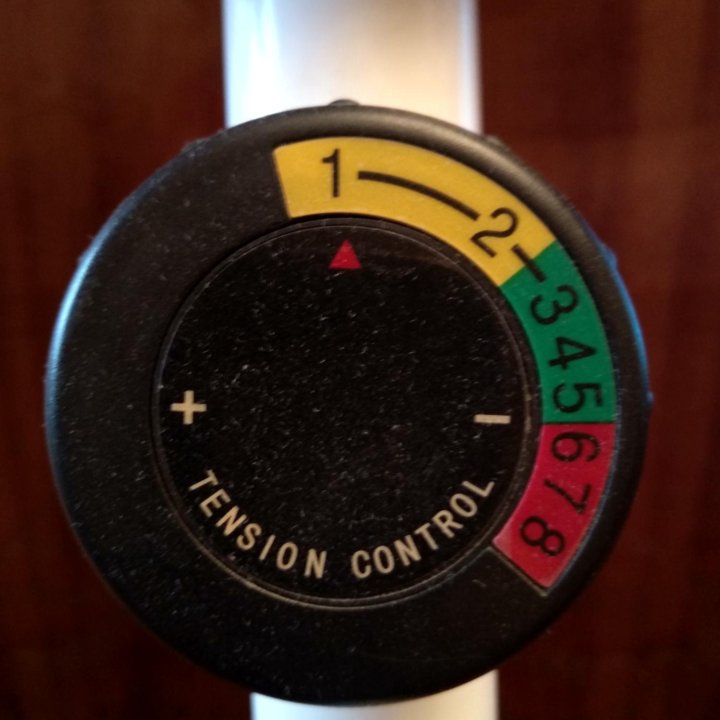 1 2 3 4 5 6 7 8
+ -
TENSION CONTROL